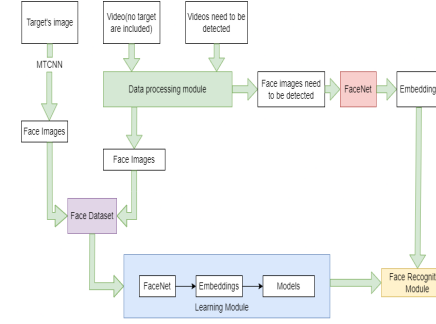 Target's image
Video(no target
are included)
Videos need to be
detected
MTCNN
Data processing module
Face images need
to be detected
FaceNet
Embedding
Face Images
Face Images
Face Dataset
FaceNet
Embeddings
Models
Learning Module
Face Recognit
Module